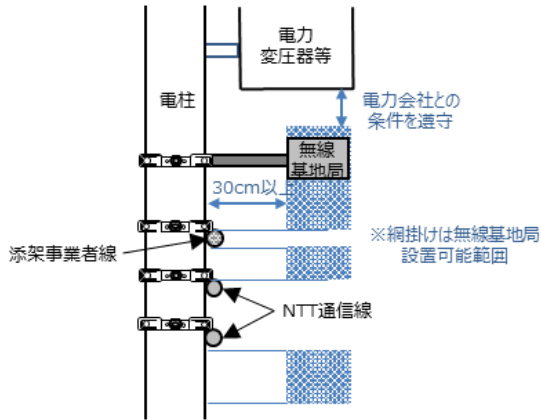 電力
変圧器等
電柱
電力会社との
条件を遵守
無線
基地局
30cm以上
添架事業者線
※網掛けは無線基地局
設置可能範囲
NTT通信線